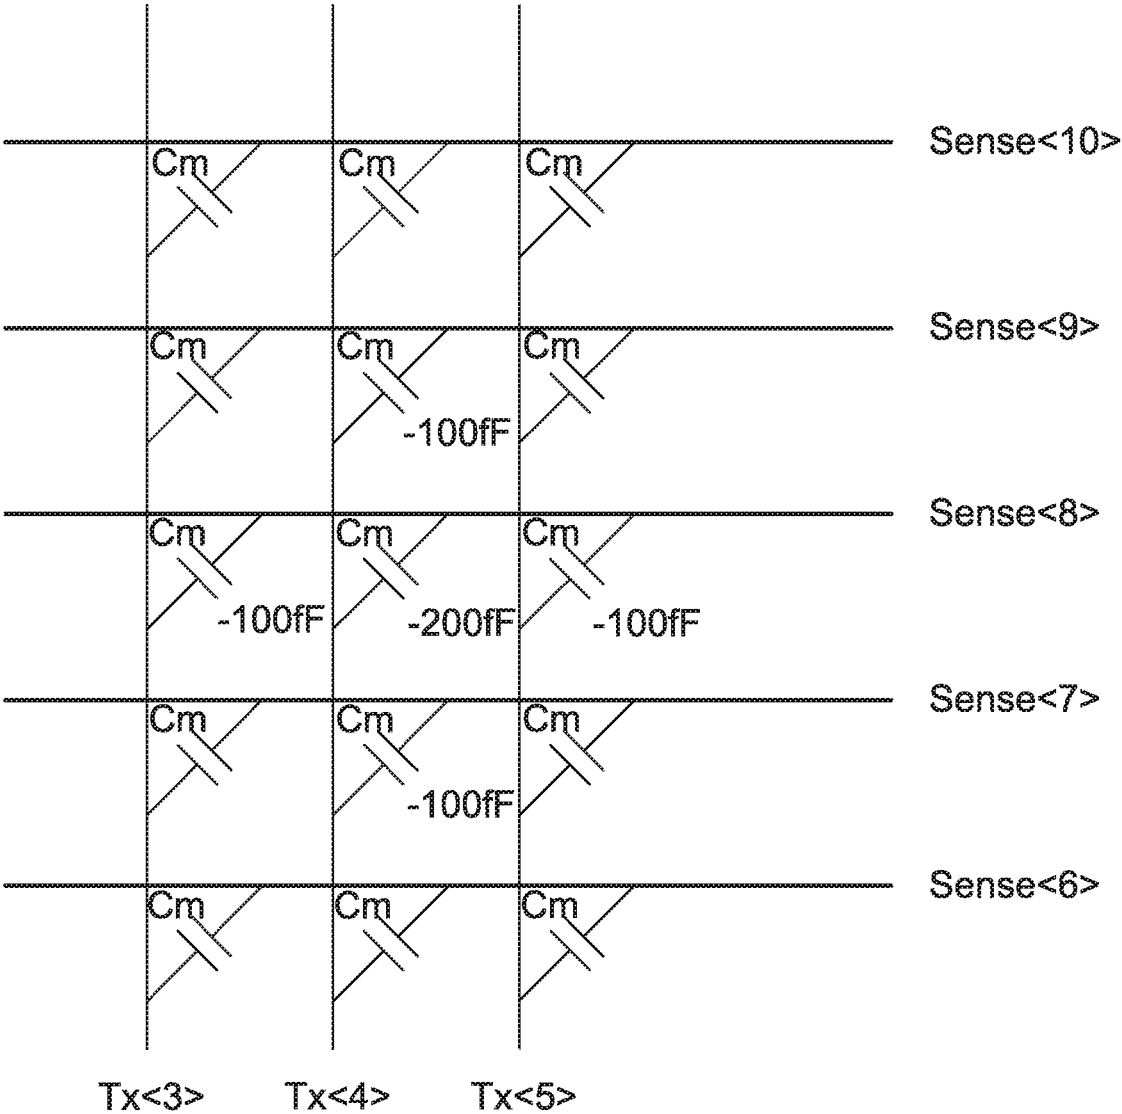 Cm Cm Cm Sense<10>
Cm Cm Cm Sense<9>
-100fF
Cm Cm Cm Sense<8>
-100fF -200fF -100fF
Cm Cm Cm Sense<7>
-100fF
Cm Cm Cm Sense<6>
Tx<3> Tx<4> Tx<5>